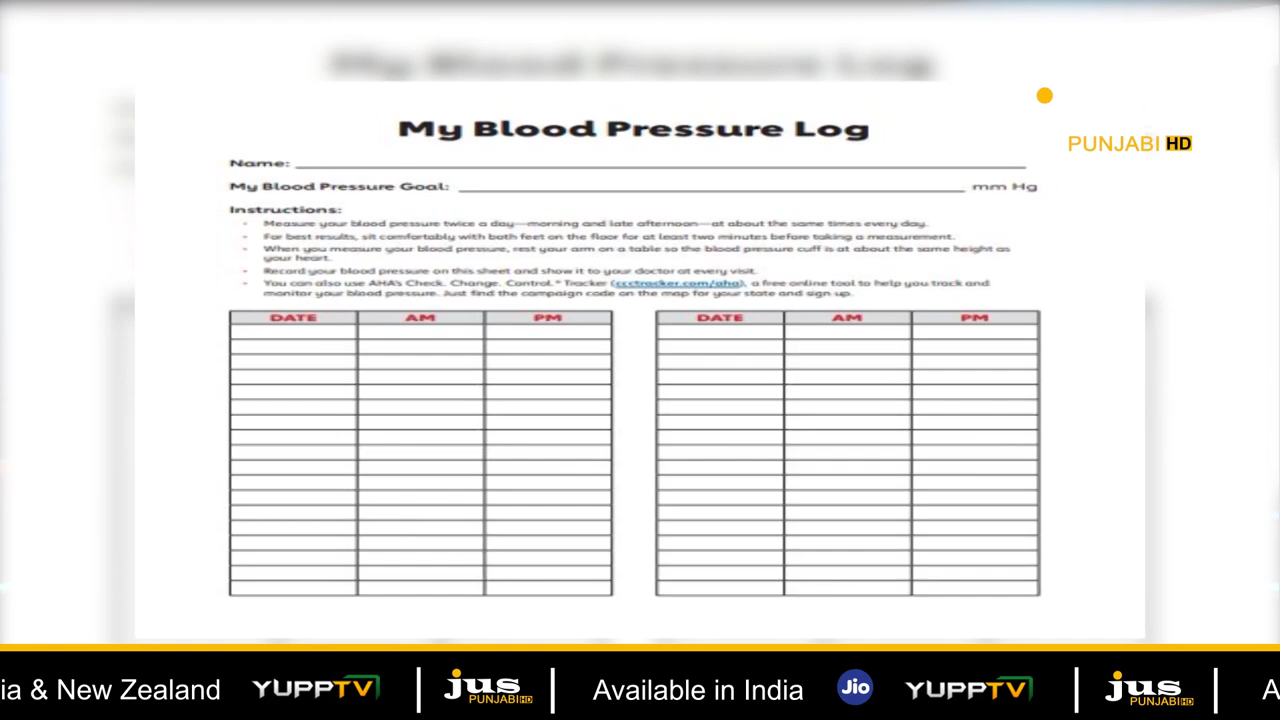 My Blood Pressure Log
PUNJABI HD
Name:
My Blood Pressure Goal: mm Hg
Instructions:
Measure your blood pressure twice a day—morning and late afternoon—at about the same times every day.
For best results, sit comfortably with both feet on the floor for at least two minutes before taking a measurement.
When you measure your blood pressure, rest your arm on a table so the blood pressure cuff is at about the same height as
your heart.
Record your blood pressure on this sheet and show it to your doctor at every visit.
You can also use AHA's Check. Change. Control.® Tracker (ccctracker.com/aha), a free online tool to help you track and
monitor your blood pressure. Just find the campaign code on the map for your state and sign up.
DATE AM PM DATE AM PM
ia & New Zealand YUPPTV | jus PUNJABI HD | Available in India Jio YUPPTV | jus PUNJABI HD | A